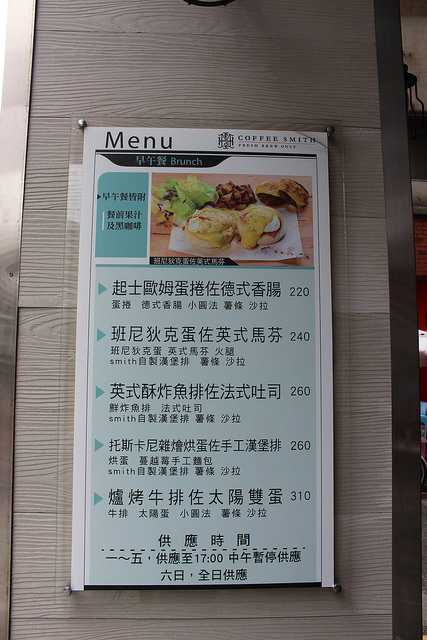 Menu
COFFEE SMITH
FRESH BREW ONLY
早午餐 Brunch
早午餐皆附
餐前果汁
及黑咖啡
班尼狄克蛋佐英式馬芬
起士歐姆蛋捲佐德式香腸 220
蛋捲 德式香腸 小圓法 薯條 沙拉
班尼狄克蛋佐英式馬芬 240
班尼狄克蛋 英式馬芬 火腿
smith自製漢堡排 薯條 沙拉
英式酥炸魚排佐法式吐司 260
鮮炸魚排 法式吐司
smith自製漢堡排 薯條 沙拉
托斯卡尼雜燴烘蛋佐手工漢堡排 260
烘蛋 蔓越莓手工麵包
smith自製漢堡排 薯條 沙拉
爐烤牛排佐太陽雙蛋 310
牛排 太陽蛋 小圓法 薯條 沙拉
供應時間
一～五，供應至17:00 中午暫停供應
六日，全日供應